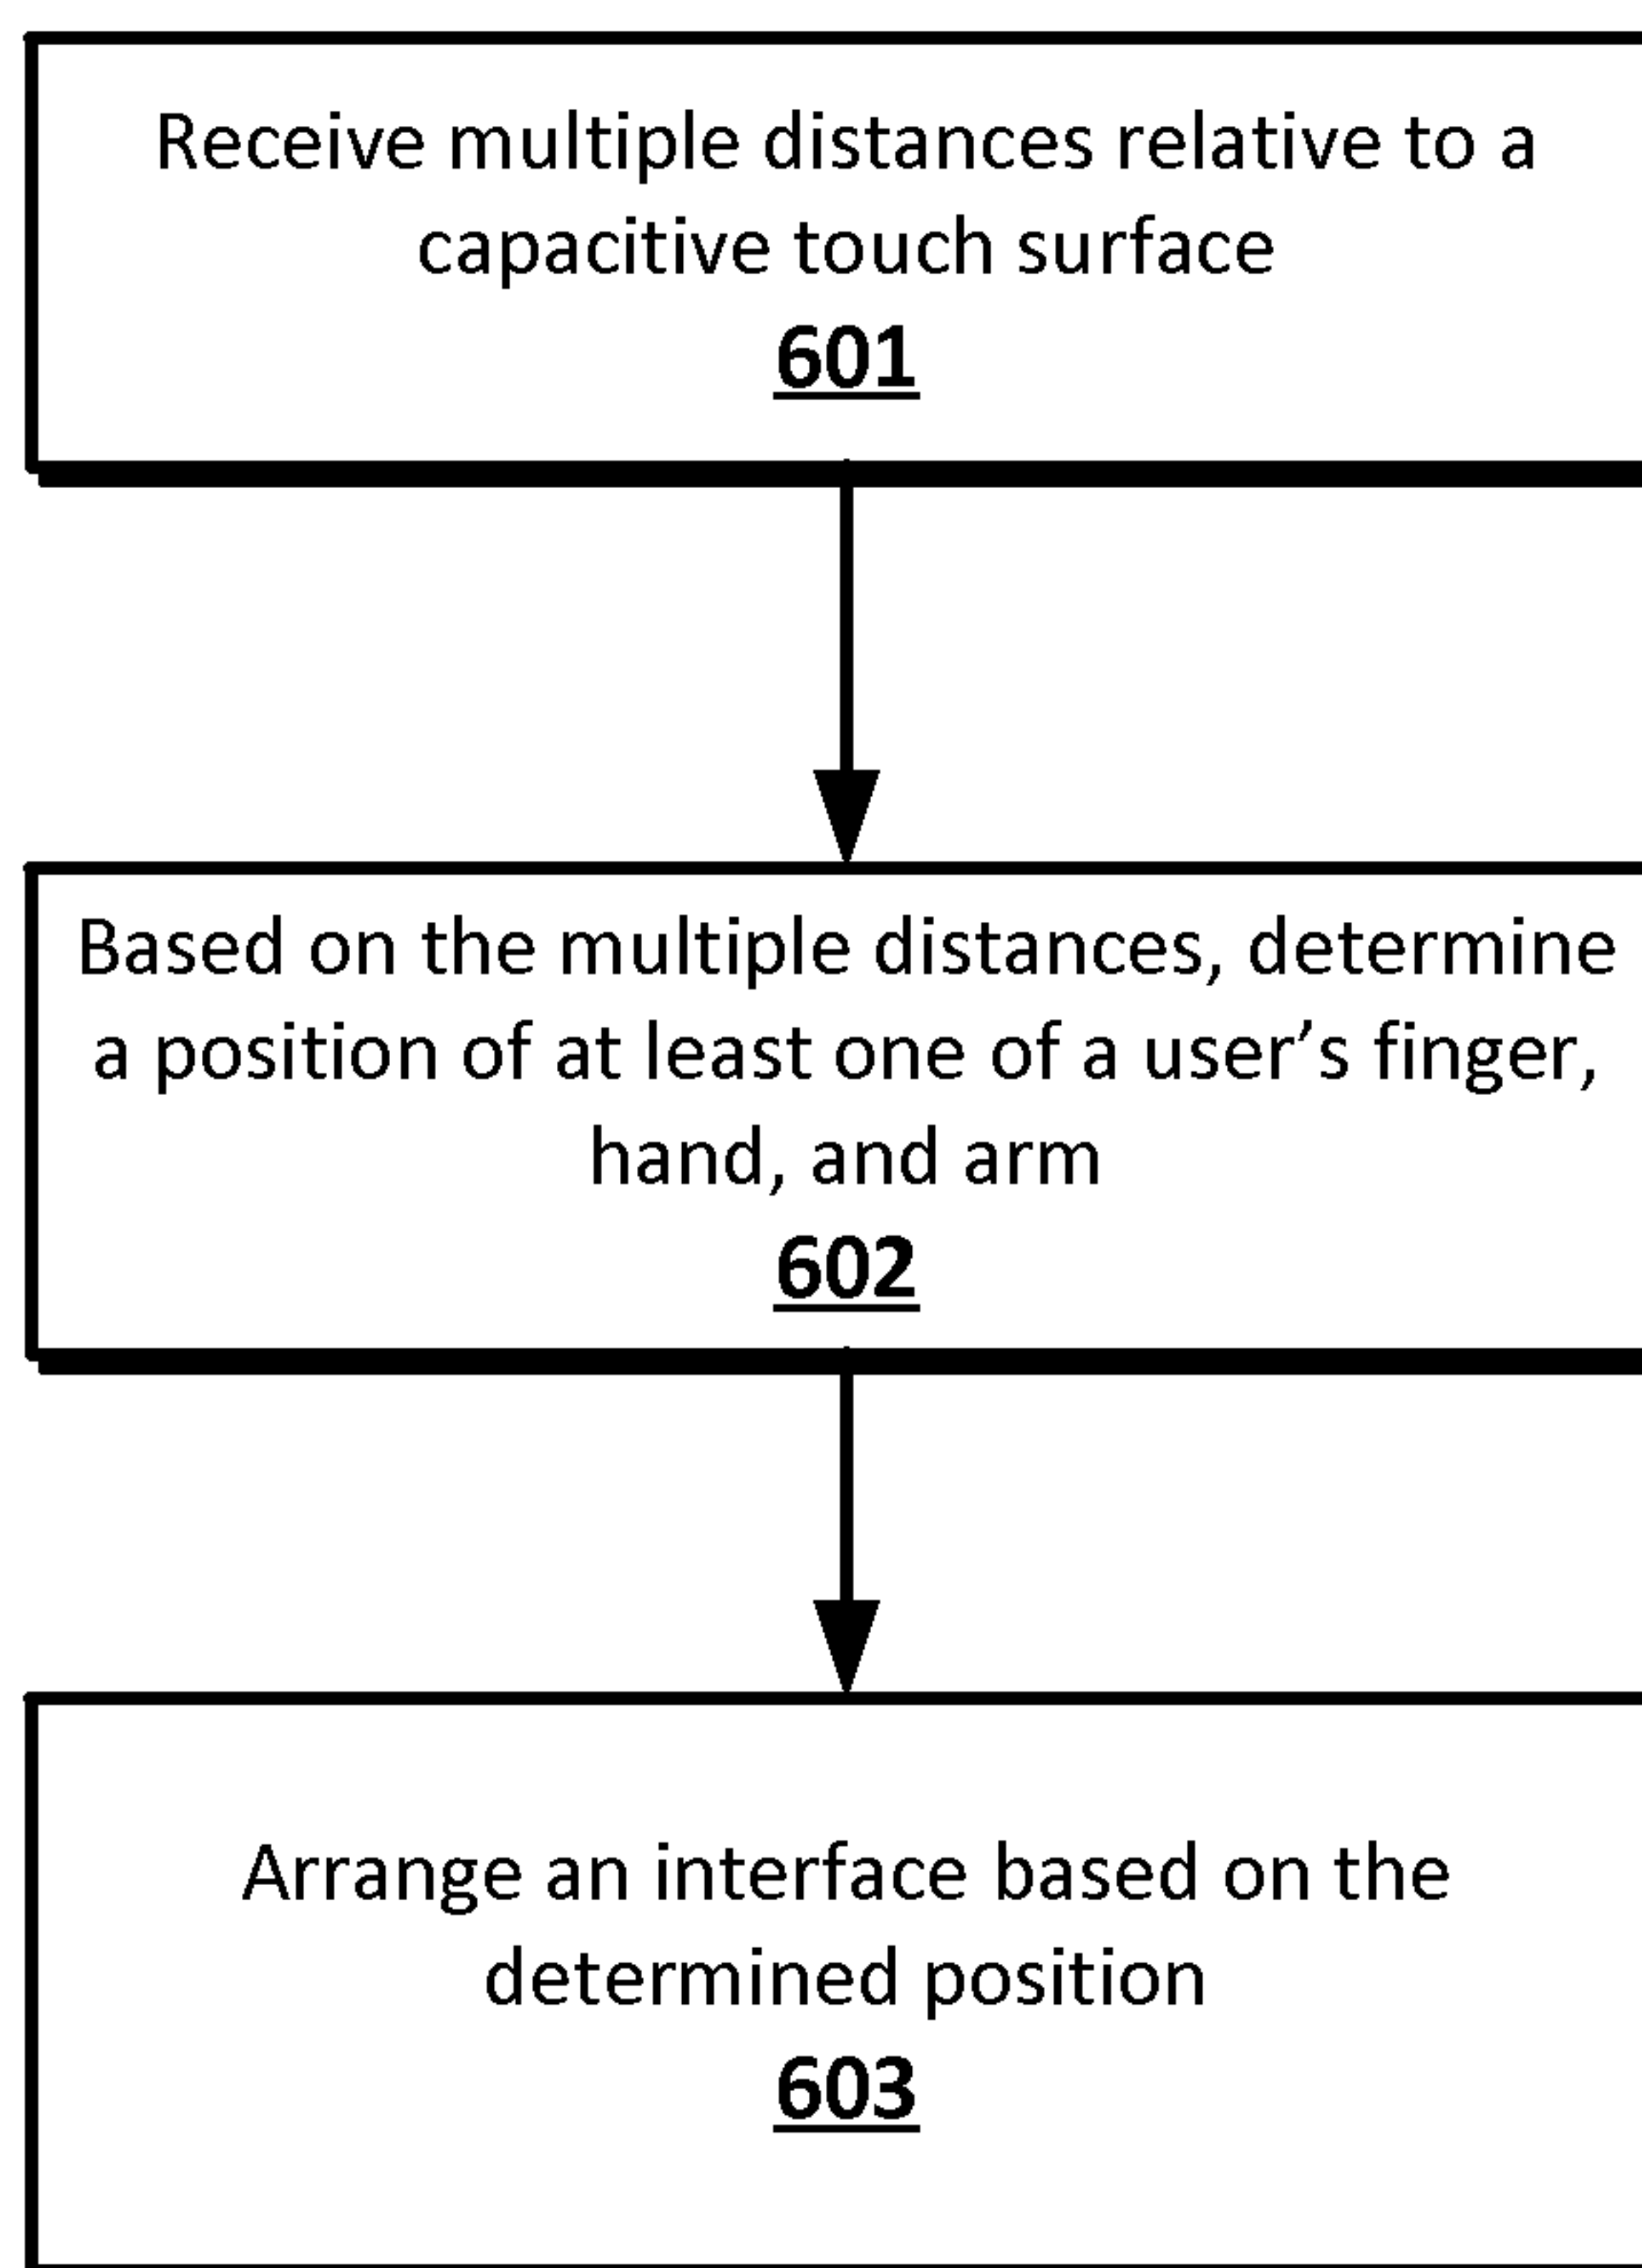 Receive multiple distances relative to a
capacitive touch surface
601
Based on the multiple distances, determine
a position of at least one of a user’s finger,
hand, and arm
602
Arrange an interface based on the
determined position
603